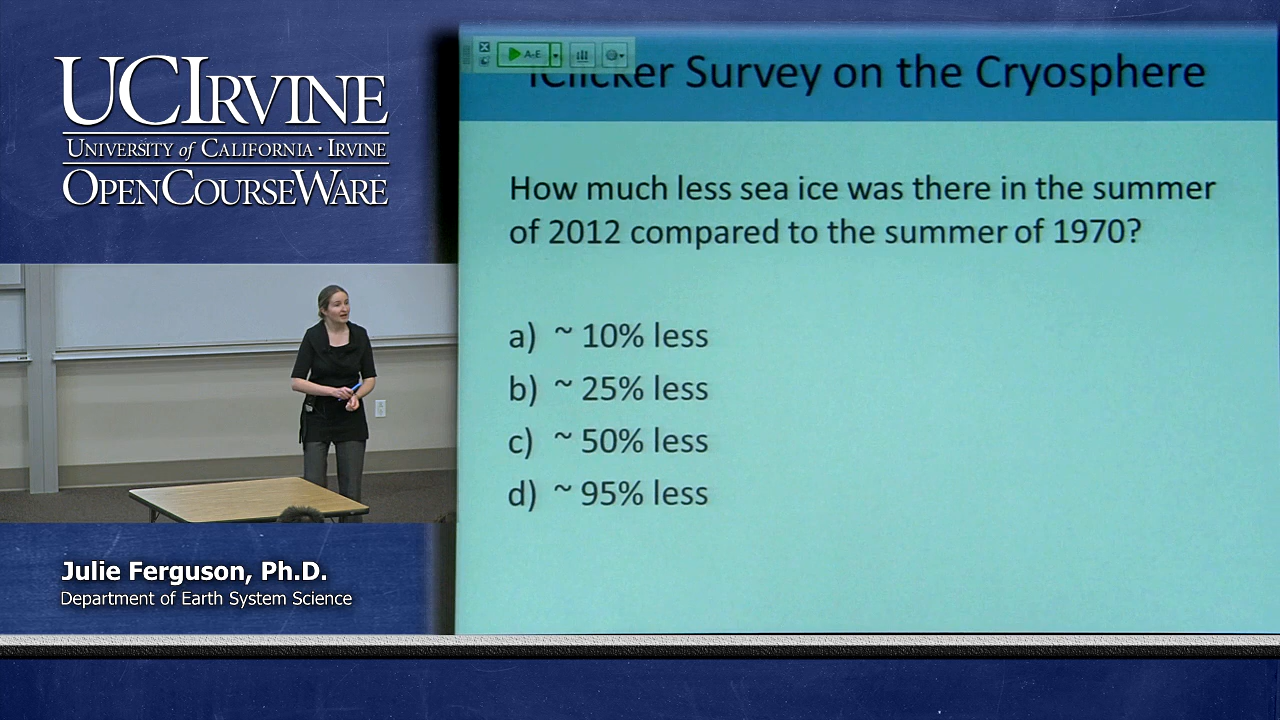 UCIRVINE
UNIVERSITY of CALIFORNIA · IRVINE
OPENCOURSEWARE
Julie Ferguson, Ph.D.
Department of Earth System Science
A-E
iClicker Survey on the Cryosphere
How much less sea ice was there in the summer
of 2012 compared to the summer of 1970?
a) ~ 10% less
b) ~ 25% less
c) ~ 50% less
d) ~ 95% less